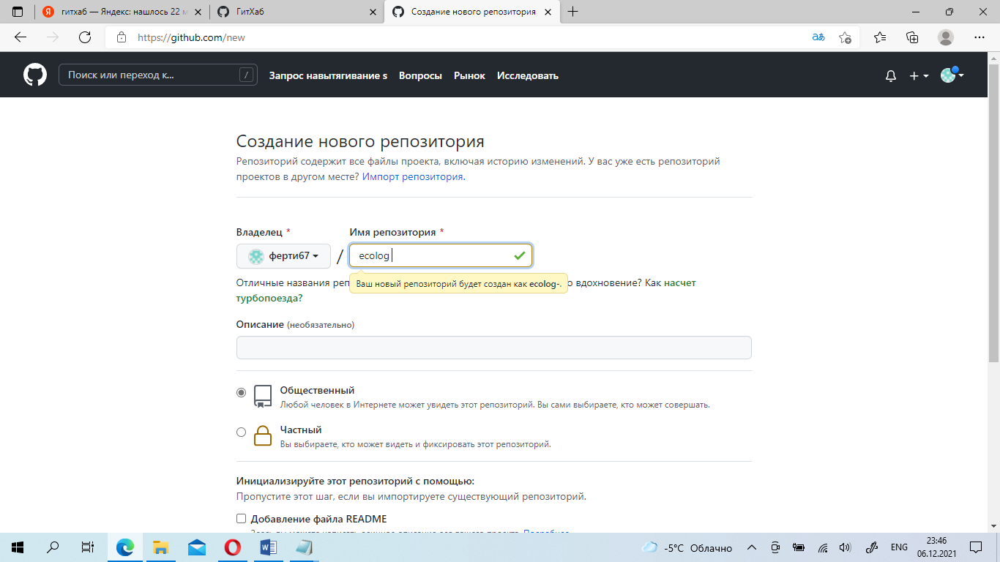 гитхаб — Яндекс: нашлось 22 м
ГитХаб
Создание нового репозитория
https://github.com/new
Поиск или переход к...
/
Запрос навытягивание s Вопросы Рынок Исследовать
Создание нового репозитория
Репозиторий содержит все файлы проекта, включая историю изменений. У вас уже есть репозиторий
проектов в другом месте? Импорт репозитория.
Владелец *
Имя репозитория *
ферти67
/
ecolog
Ваш новый репозиторий будет создан как ecolog-.
Отличные названия реп о вдохновение? Как насчет
турбопоезда?
Описание (необязательно)
Общественный
Любой человек в Интернете может увидеть этот репозиторий. Вы сами выбираете, кто может совершать.
Частный
Вы выбираете, кто может видеть и фиксировать этот репозиторий.
Инициализируйте этот репозиторий с помощью:
Пропустите этот шаг, если вы импортируете существующий репозиторий.
Добавление файла README
-5°C Облачно
ENG
23:46
06.12.2021